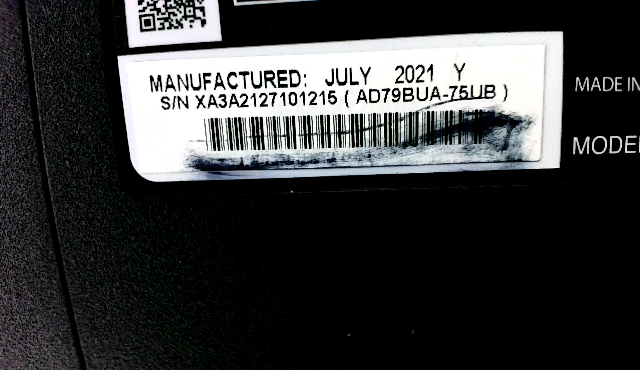 MANUFACTURED: JULY 2021 Y
S/N XA3A2127101215 ( AD79BUA-75UB )
MADE IN
MODEL